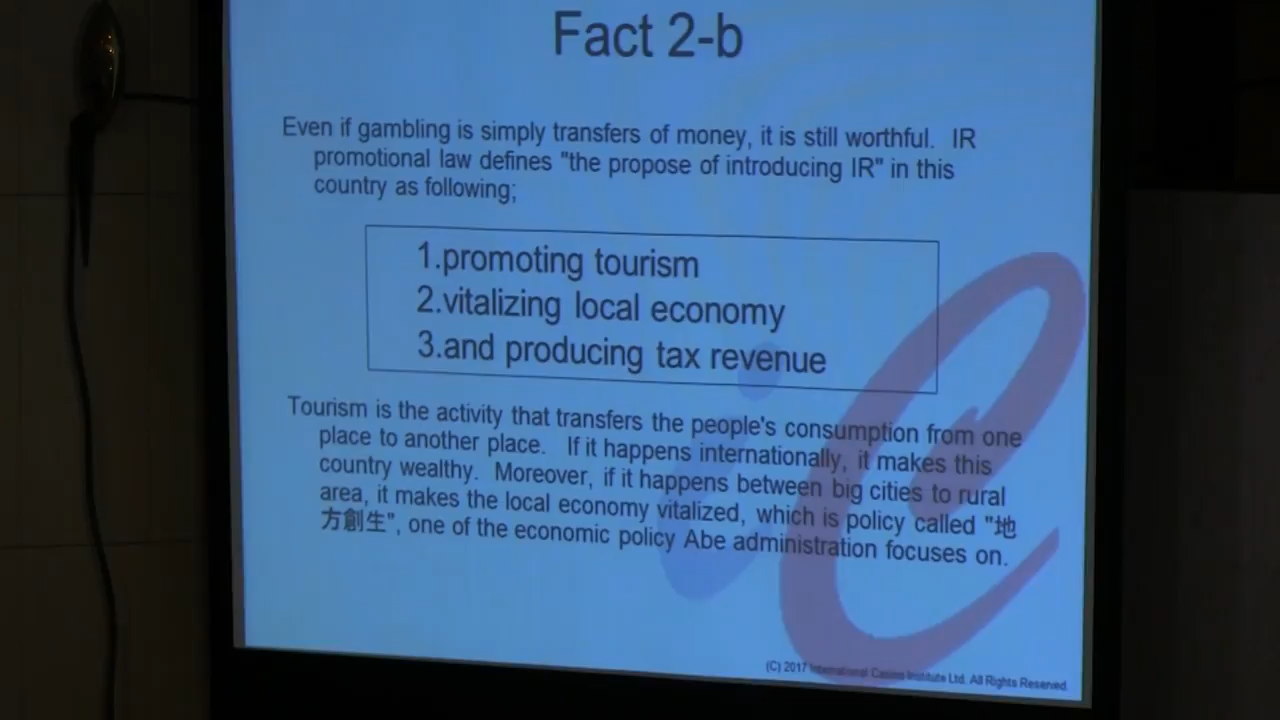 Fact 2-b
Even if gambling is simply transfers of money, it is still worthful. IR
promotional law defines "the propose of introducing IR" in this
country as following;
1.promoting tourism
2.vitalizing local economy
3.and producing tax revenue
Tourism is the activity that transfers the people's consumption from one
place to another place. If it happens internationally, it makes this
country wealthy. Moreover, if it happens between big cities to rural
area, it makes the local economy vitalized, which is policy called "地
方創生", one of the economic policy Abe administration focuses on.
iC
(C) 2017 International Casino Institute Ltd. All Rights Reserved.